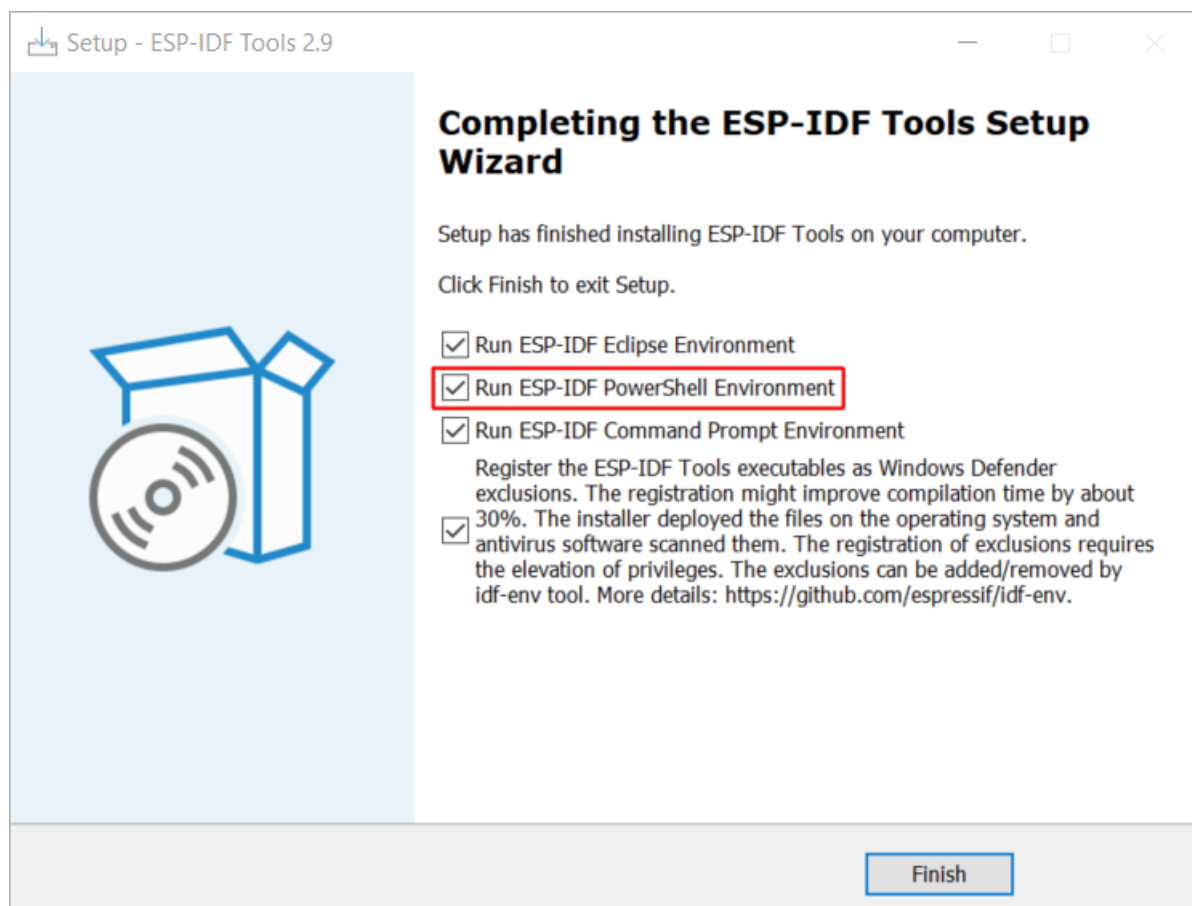 Setup - ESP-IDF Tools 2.9
Completing the ESP-IDF Tools Setup
Wizard
Setup has finished installing ESP-IDF Tools on your computer.
Click Finish to exit Setup.
Run ESP-IDF Eclipse Environment
Run ESP-IDF PowerShell Environment
Run ESP-IDF Command Prompt Environment
Register the ESP-IDF Tools executables as Windows Defender
exclusions. The registration might improve compilation time by about
30%. The installer deployed the files on the operating system and
antivirus software scanned them. The registration of exclusions requires
the elevation of privileges. The exclusions can be added/removed by
idf-env tool. More details: https://github.com/espressif/idf-env.
Finish